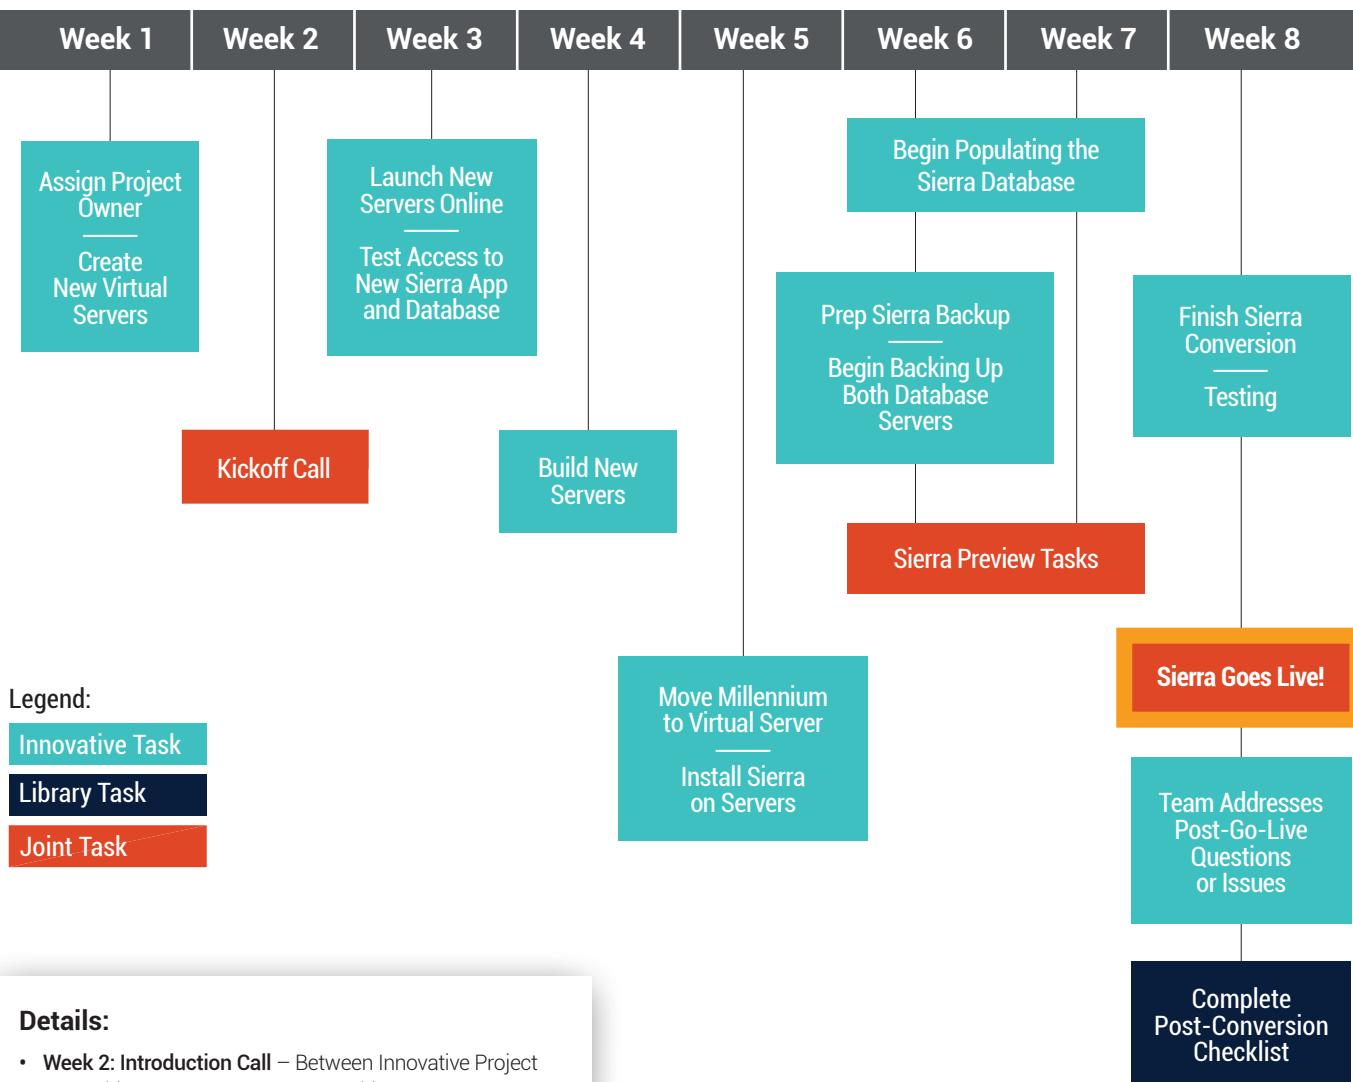 Week 1
Week 2
Week 3
Week 4
Week 5
Week 6
Week 7
Week 8
Assign Project
Owner
Create
New Virtual
Servers
Kickoff Call
Launch New
Servers Online
Test Access to
New Sierra App
and Database
Build New
Servers
Move Millennium
to Virtual Server
Install Sierra
on Servers
Begin Populating the
Sierra Database
Prep Sierra Backup
Begin Backing Up
Both Database
Servers
Sierra Preview Tasks
Finish Sierra
Conversion
Testing
Sierra Goes Live!
Team Addresses
Post-Go-Live
Questions
or Issues
Complete
Post-Conversion
Checklist
Legend:
Innovative Task
Library Task
Joint Task
Details:
• Week 2: Introduction Call – Between Innovative Project